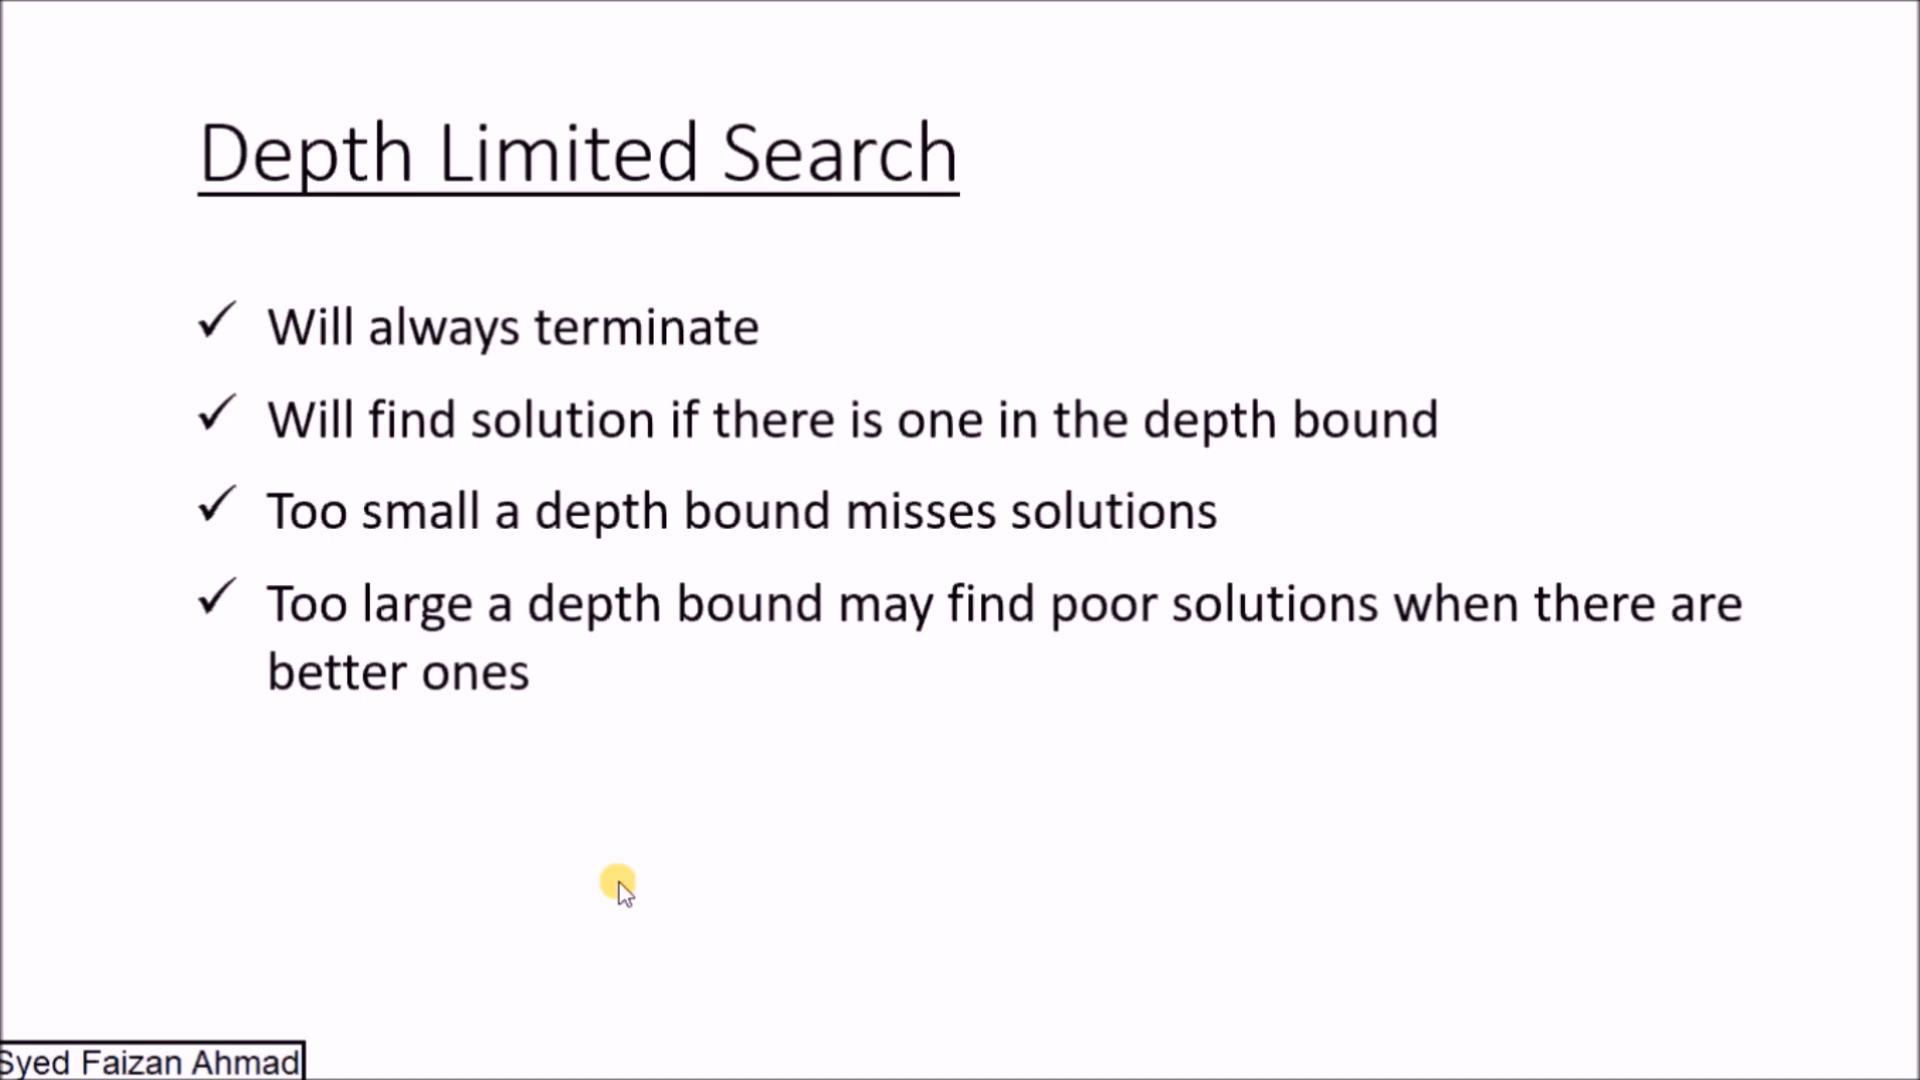 Depth Limited Search
✓ Will always terminate
✓ Will find solution if there is one in the depth bound
✓ Too small a depth bound misses solutions
✓ Too large a depth bound may find poor solutions when there are
better ones
Syed Faizan Ahmad